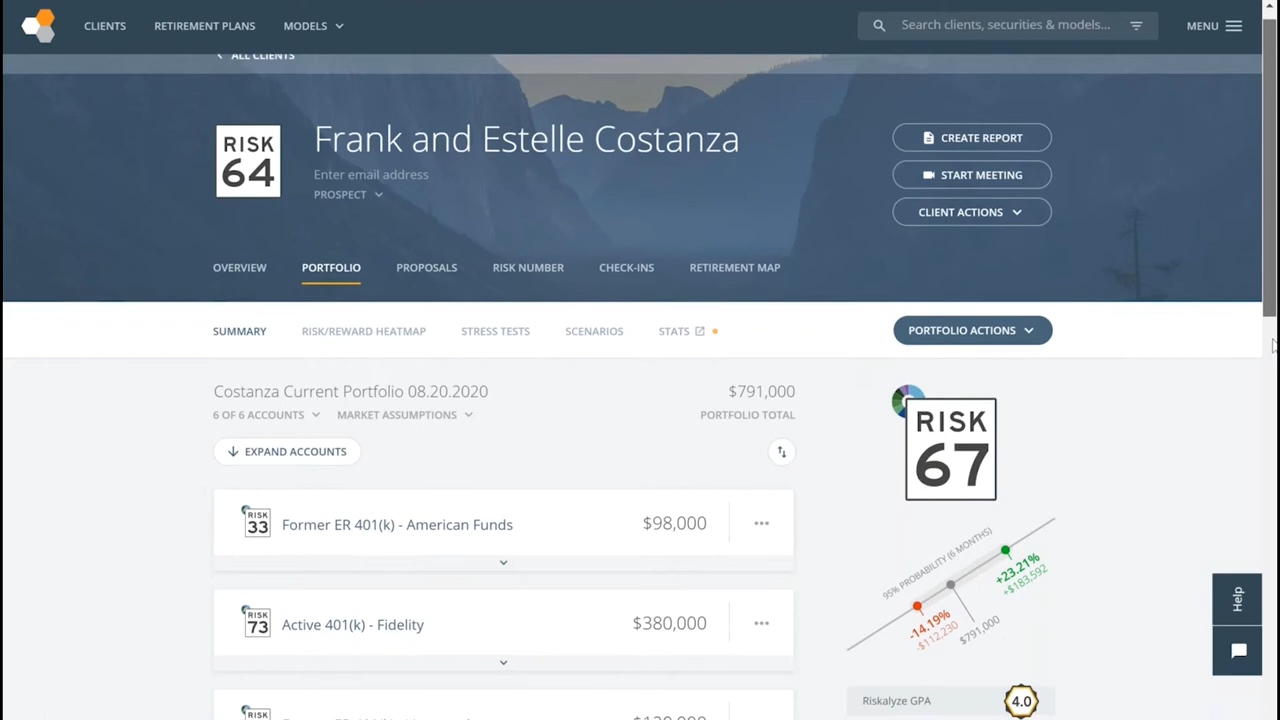 CLIENTS RETIREMENT PLANS MODELS Search clients, securities & models... MENU
ALL CLIENTS
RISK
64
Frank and Estelle Costanza
Enter email address
PROSPECT
CREATE REPORT
START MEETING
CLIENT ACTIONS
OVERVIEW PORTFOLIO PROPOSALS RISK NUMBER CHECK-INS RETIREMENT MAP
SUMMARY RISK/REWARD HEATMAP STRESS TESTS SCENARIOS STATS PORTFOLIO ACTIONS
Costanza Current Portfolio 08.20.2020 $791,000
6 OF 6 ACCOUNTS MARKET ASSUMPTIONS PORTFOLIO TOTAL
EXPAND ACCOUNTS
RISK
33
Former ER 401(k) - American Funds $98,000
RISK
73
Active 401(k) - Fidelity $380,000
RISK
RISK
67
95% PROBABILITY (6 MONTHS)
+23.21%
+$183,592
-14.19%
-$112,230
$791,000
Riskalyze GPA 4.0
Help